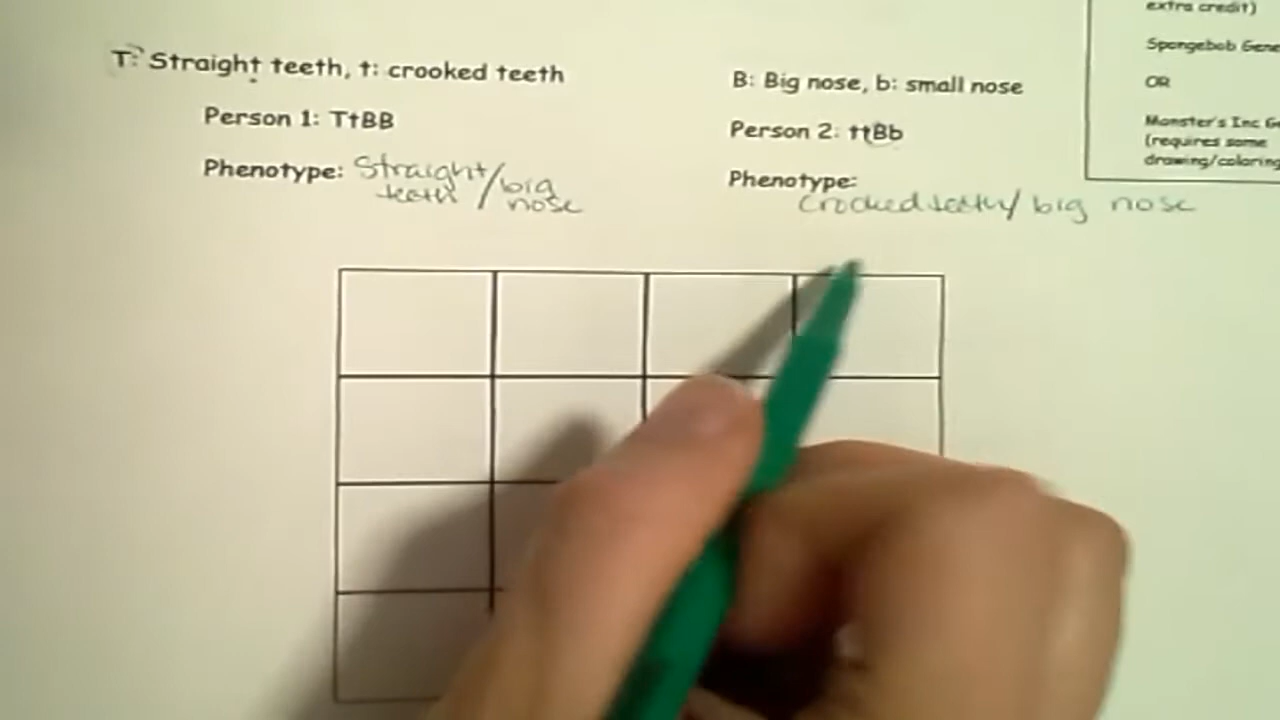 T: Straight teeth, t: crooked teeth
Person 1: TtBB
Phenotype: Straight/big
teeth nose
B: Big nose, b: small nose
Person 2: ttBb
Phenotype:
crooked teeth/ big nose
extra credit)
Spongebob Gene
OR
Monster's Inc G
(requires some
drawing/coloring